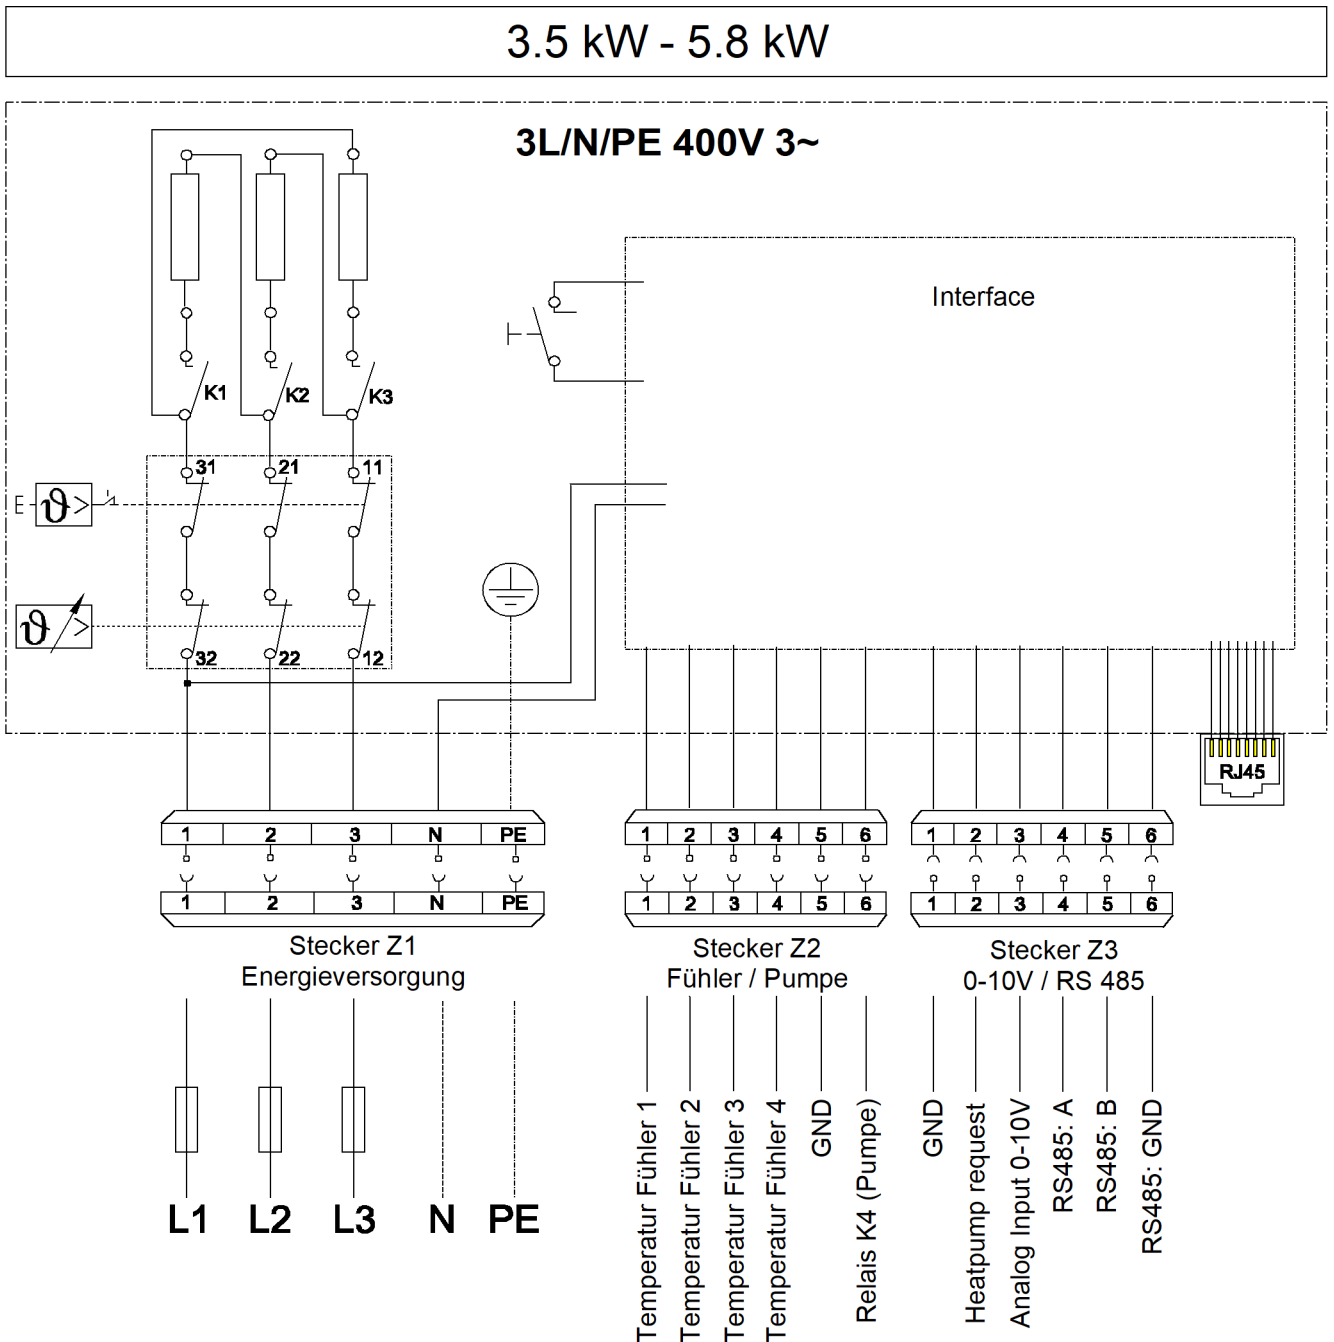 3.5 kW - 5.8 kW
3L/N/PE 400V 3~
Interface
K1 K2 K3
31 21 11
ϑ >
ϑ >
32 22 12
RJ45
1 2 3 N PE
1 2 3 4 5 6
1 2 3 4 5 6
1 2 3 N PE
1 2 3 4 5 6
1 2 3 4 5 6
Stecker Z1
Energieversorgung
Stecker Z2
Fühler / Pumpe
Stecker Z3
0-10V / RS 485
L1 L2 L3 N PE
Temperatur Fühler 1
Temperatur Fühler 2
Temperatur Fühler 3
Temperatur Fühler 4
GND
Relais K4 (Pumpe)
GND
Heatpump request
Analog Input 0-10V
RS485: A
RS485: B
RS485: GND